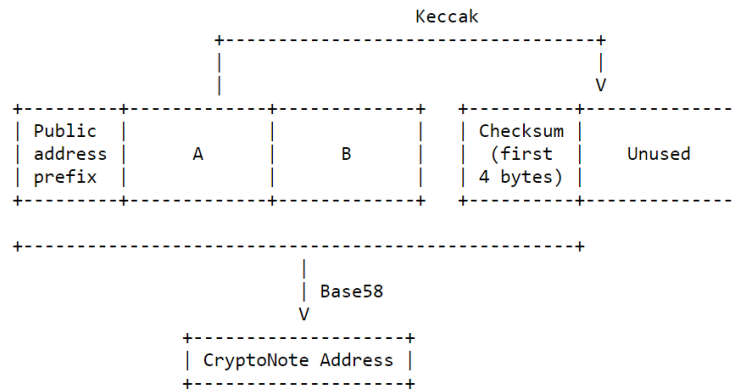 Keccak
Public
address
prefix
A
B
Checksum
(first
4 bytes)
Unused
Base58
CryptoNote Address